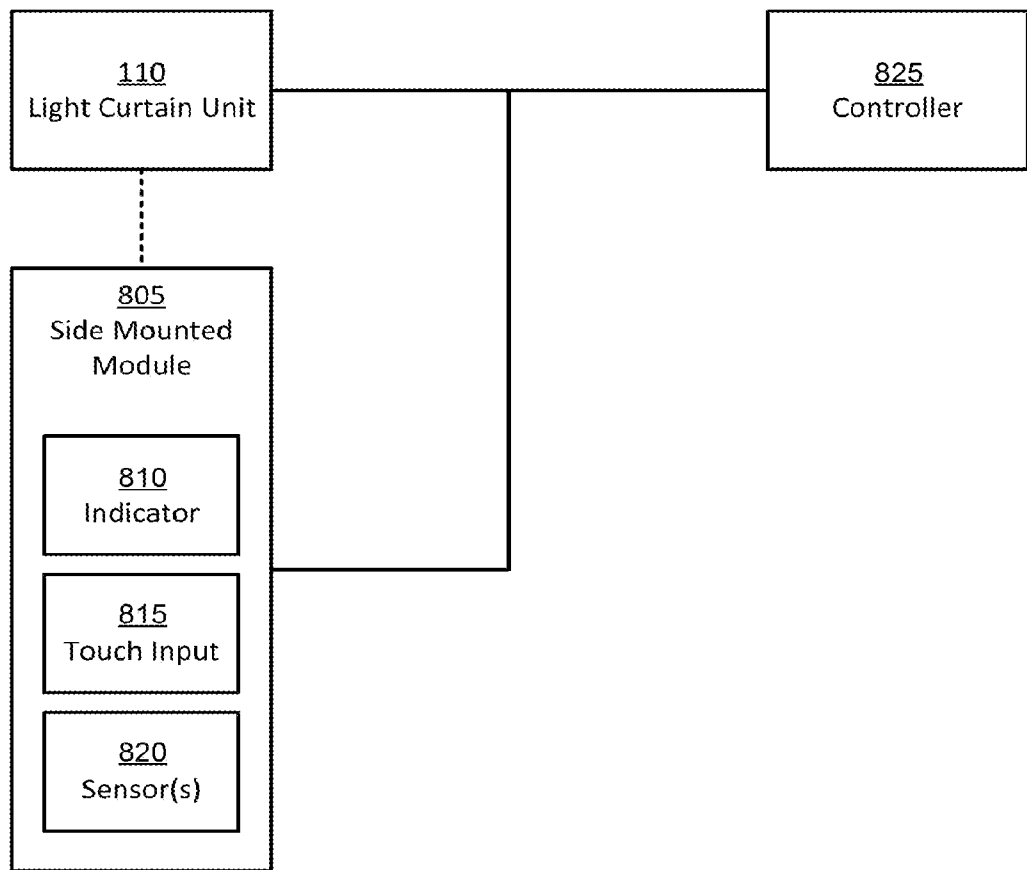 110
Light Curtain Unit
825
Controller
805
Side Mounted
Module
810
Indicator
815
Touch Input
820
Sensor(s)